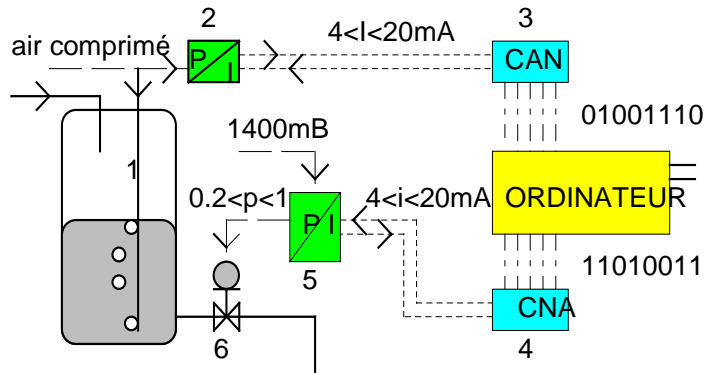 2
3
air comprimé
4<I<20mA
P
I
CAN
01001110
1400mB
1
0.2<p<1
4<i<20mA
ORDINATEUR
P I
11010011
5
CNA
6
4